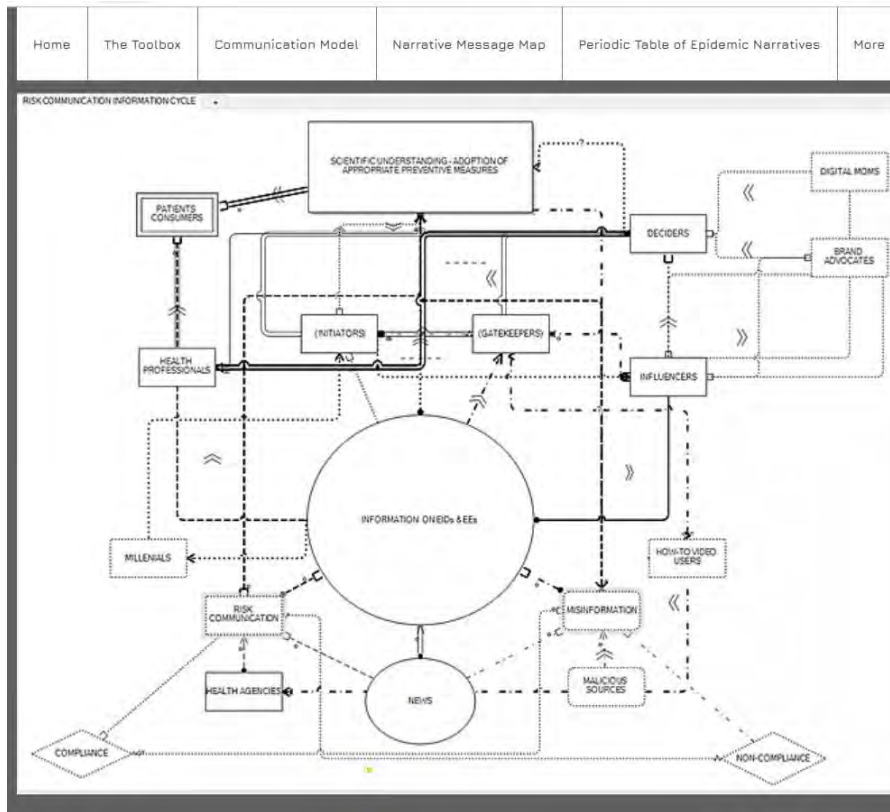 Home
The Toolbox
Communication Model
Narrative Message Map
Periodic Table of Epidemic Narratives
More
RISK COMMUNICATION INFORMATION CYCLE
SCIENTIFIC UNDERSTANDING - ADOPTION OF
APPROPRIATE PREVENTIVE MEASURES
DIGITAL MOMS
PATIENTS
CONSUMERS
DECIDERS
BRAND
ADVOCATES
(INITIATORS)
(GATEKEEPERS)
HEALTH
PROFESSIONALS
INFLUENCERS
INFORMATION ON EIDs & EEs
MILLENIALS
HOW-TO VIDEO
USERS
RISK
COMMUNICATION
MISINFORMATION
HEALTH AGENCIES
NEWS
MALICIOUS
SOURCES
COMPLIANCE
NON-COMPLIANCE